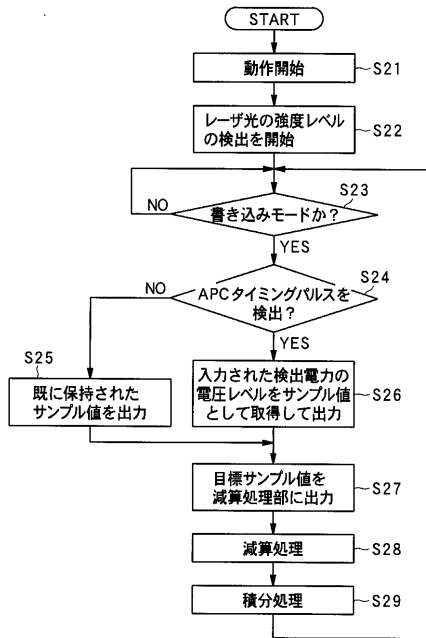 START
動作開始
S21
レーザ光の強度レベル
の検出を開始
S22
S23
書き込みモードか?
NO
YES
S24
APCタイミングパルスを
検出?
NO
YES
S25
既に保持された
サンプル値を出力
入力された検出電力の
電圧レベルをサンプル値
として取得して出力
S26
目標サンプル値を
減算処理部に出力
S27
減算処理
S28
積分処理
S29